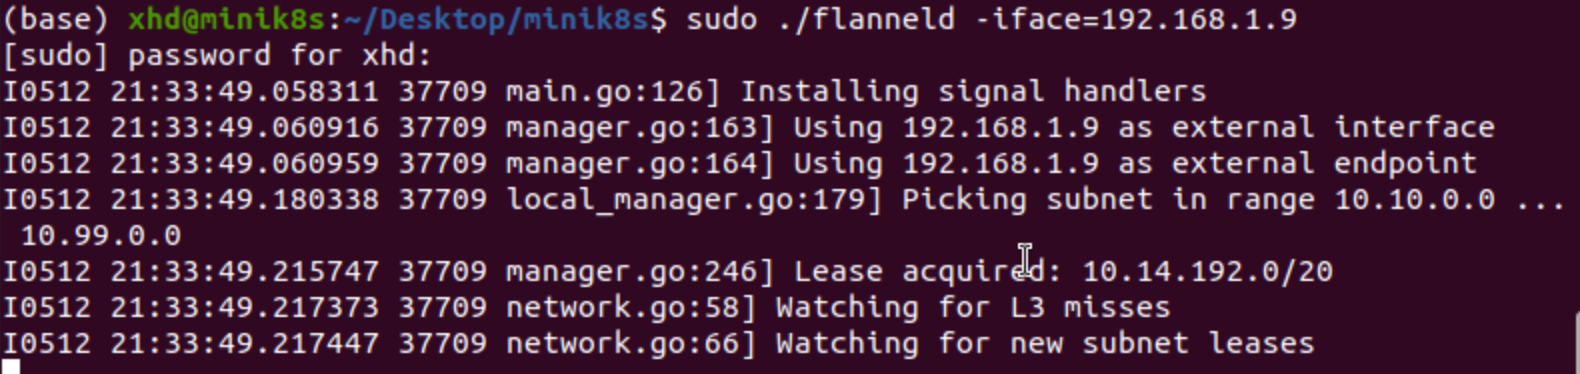 (base) xhd@minik8s:~/Desktop/minik8s$ sudo ./flanneld -iface=192.168.1.9
[sudo] password for xhd:
I0512 21:33:49.058311 37709 main.go:126] Installing signal handlers
I0512 21:33:49.060916 37709 manager.go:163] Using 192.168.1.9 as external interface
I0512 21:33:49.060959 37709 manager.go:164] Using 192.168.1.9 as external endpoint
I0512 21:33:49.180338 37709 local_manager.go:179] Picking subnet in range 10.10.0.0 ...
 10.99.0.0
I0512 21:33:49.215747 37709 manager.go:246] Lease acquired: 10.14.192.0/20
I0512 21:33:49.217373 37709 network.go:58] Watching for L3 misses
I0512 21:33:49.217447 37709 network.go:66] Watching for new subnet leases